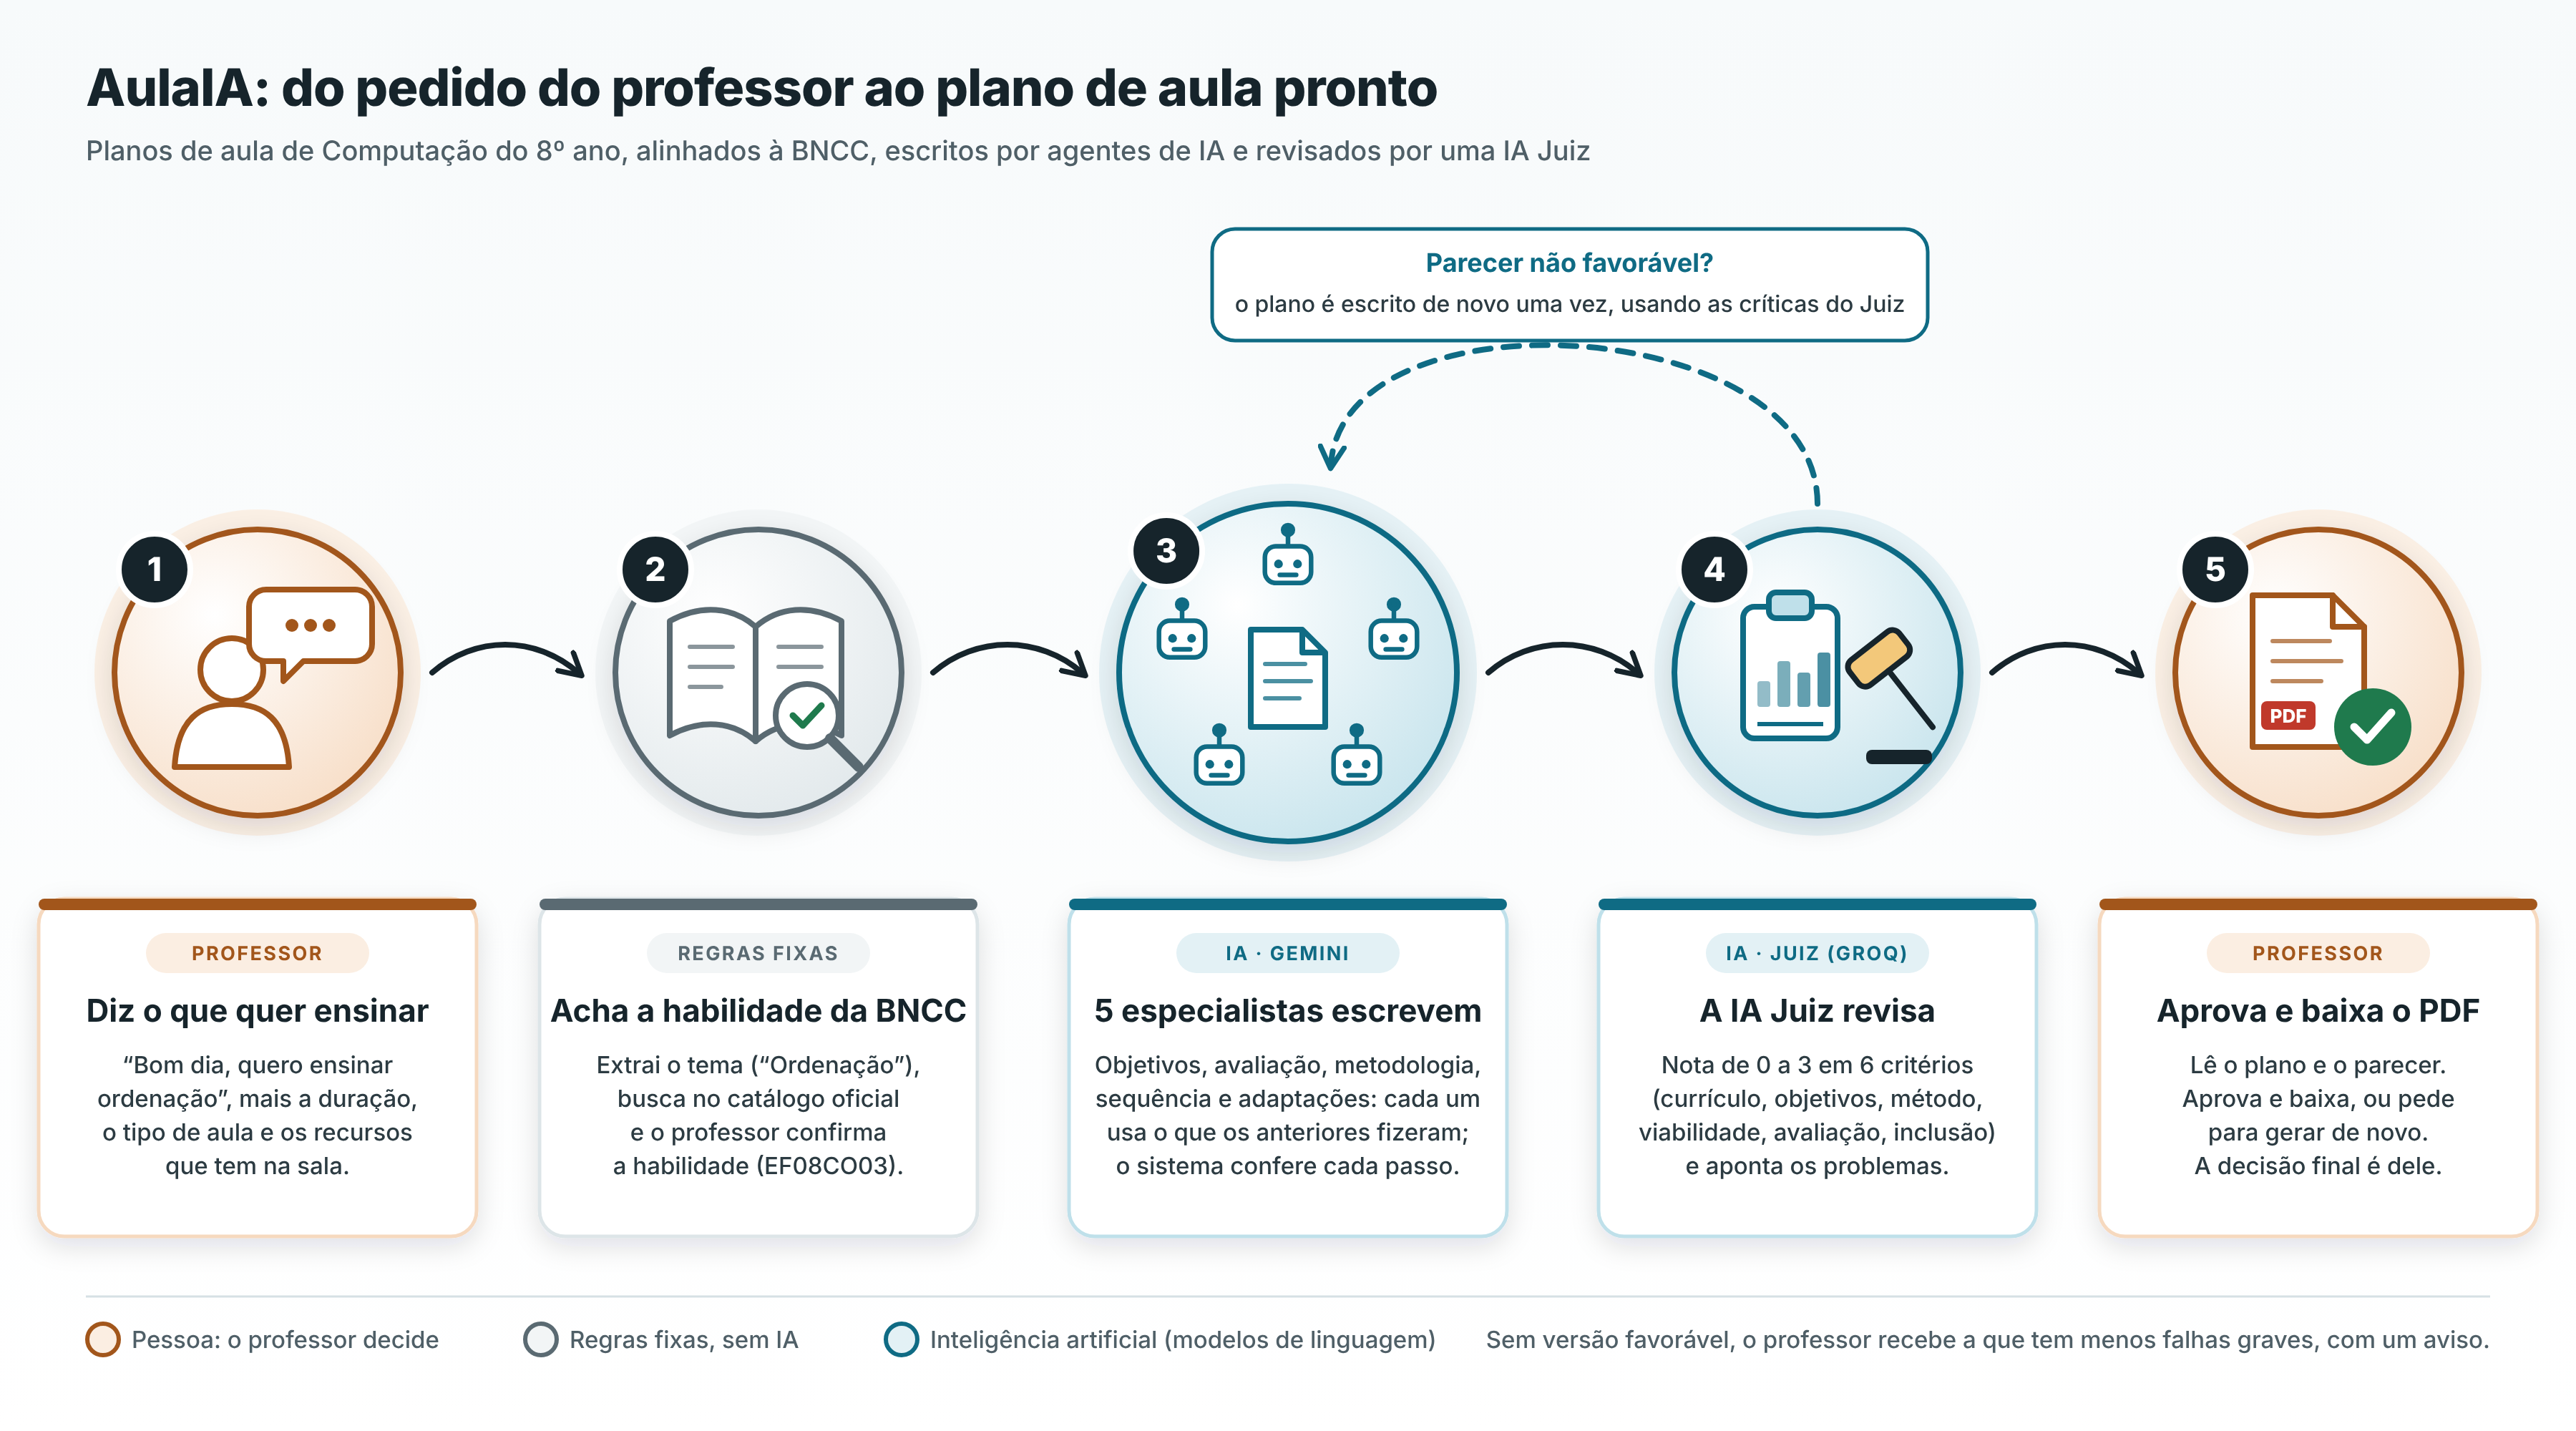 AulaIA: do pedido do professor ao plano de aula pronto
Planos de aula de Computação do 8º ano, alinhados à BNCC, escritos por agentes de IA e revisados por uma IA Juiz
Parecer não favorável?
o plano é escrito de novo uma vez, usando as críticas do Juiz
1
2
3
4
5
PDF
PROFESSOR
Diz o que quer ensinar
“Bom dia, quero ensinar
ordenação”, mais a duração,
o tipo de aula e os recursos
que tem na sala.
REGRAS FIXAS
Acha a habilidade da BNCC
Extrai o tema (“Ordenação”),
busca no catálogo oficial
e o professor confirma
a habilidade (EF08CO03).
IA · GEMINI
5 especialistas escrevem
Objetivos, avaliação, metodologia,
sequência e adaptações: cada um
usa o que os anteriores fizeram;
o sistema confere cada passo.
IA · JUIZ (GROQ)
A IA Juiz revisa
Nota de 0 a 3 em 6 critérios
(currículo, objetivos, método,
viabilidade, avaliação, inclusão)
e aponta os problemas.
PROFESSOR
Aprova e baixa o PDF
Lê o plano e o parecer.
Aprova e baixa, ou pede
para gerar de novo.
A decisão final é dele.
Pessoa: o professor decide
Regras fixas, sem IA
Inteligência artificial (modelos de linguagem)
Sem versão favorável, o professor recebe a que tem menos falhas graves, com um aviso.